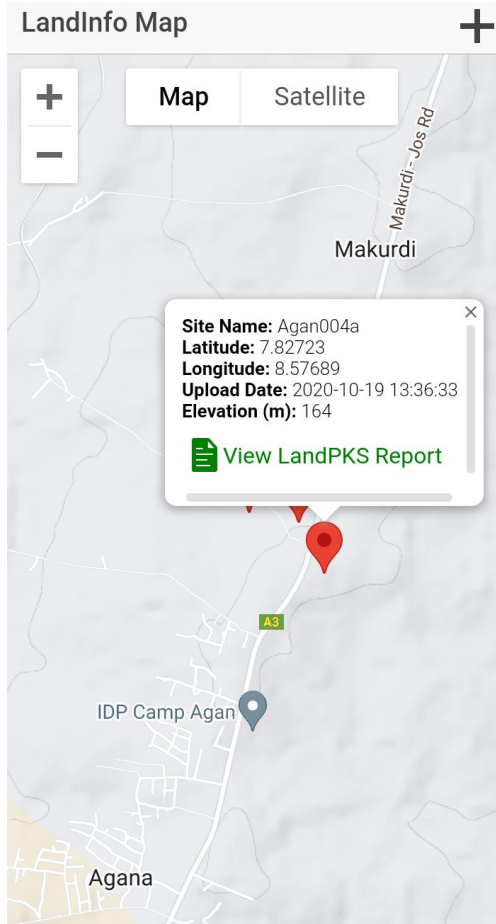 LandInfo Map
Map
Satellite
Makurdi - Jos Rd
Makurdi
Site Name: Agan004a
Latitude: 7.82723
Longitude: 8.57689
Upload Date: 2020-10-19 13:36:33
Elevation (m): 164
View LandPKS Report
A3
IDP Camp Agan
Agana